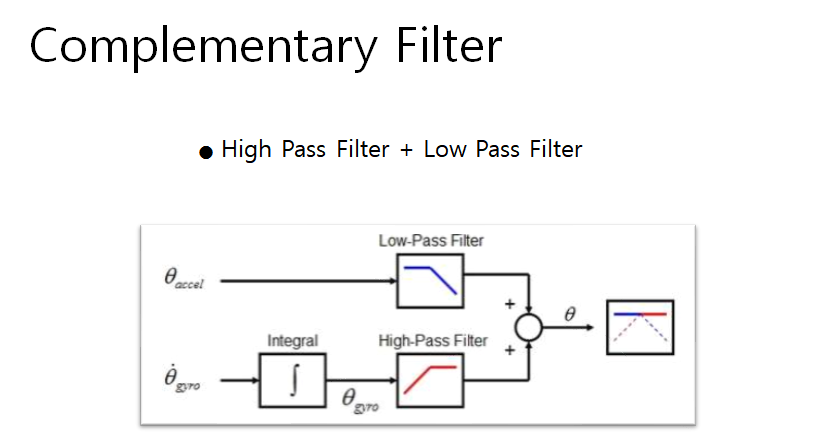 Complementary Filter
● High Pass Filter + Low Pass Filter
Low-Pass Filter
θaccel
+
θ
Integral
High-Pass Filter
+
θ̇gyro
∫
θgyro